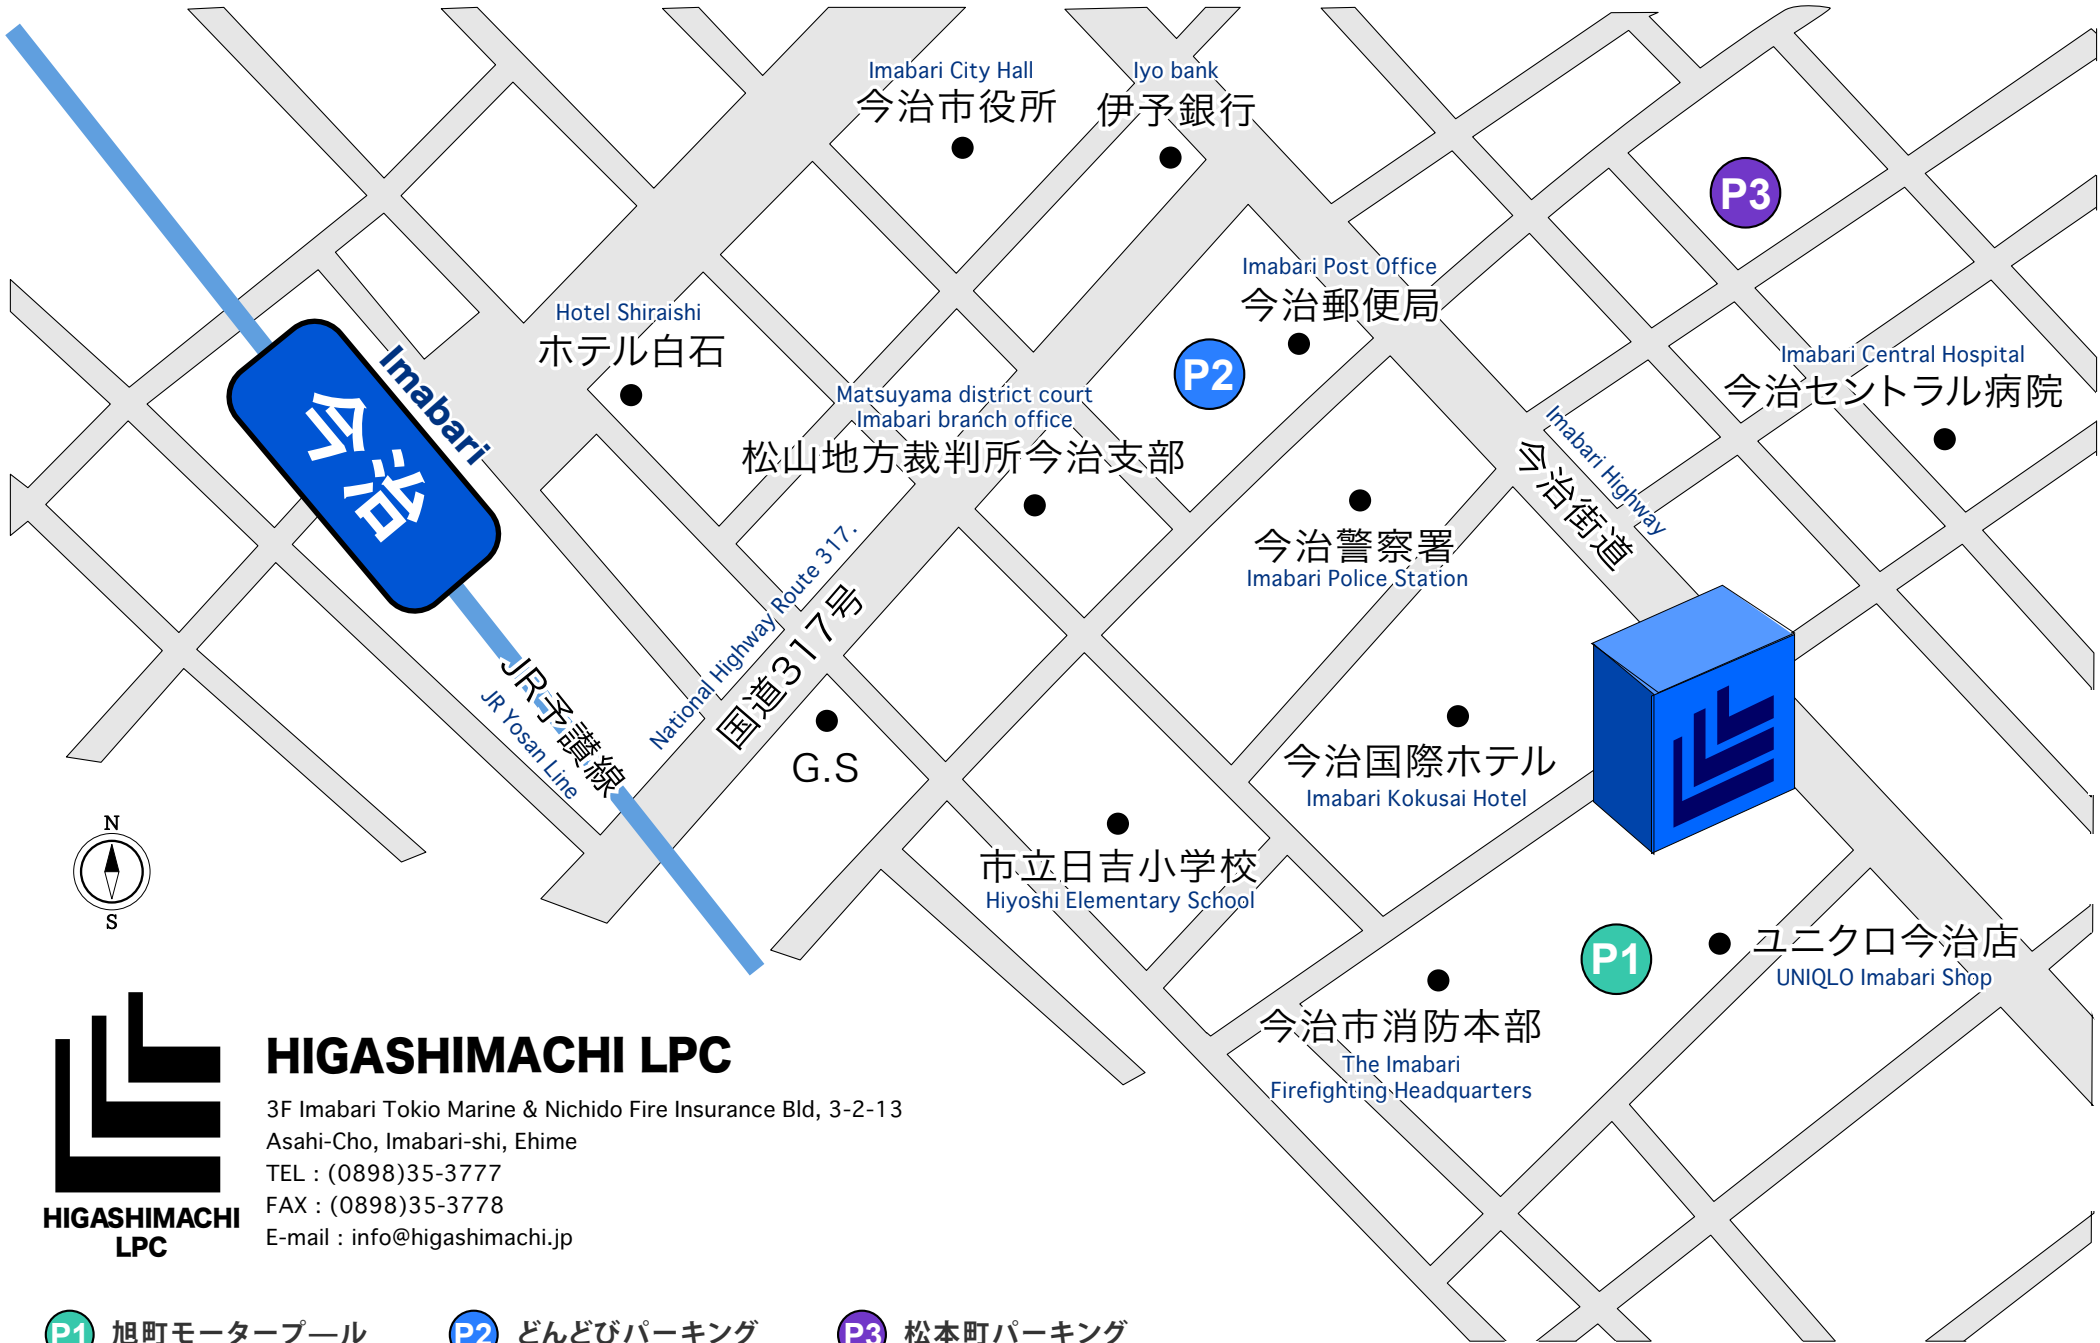 Imabari City Hall
今治市役所
Iyo bank
伊予銀行
P3
Imabari Post Office
今治郵便局
Hotel Shiraishi
ホテル白石
P2
Imabari
今治
Matsuyama district court
Imabari branch office
松山地方裁判所今治支部
Imabari Central Hospital
今治セントラル病院
Imabari Highway
今治街道
今治警察署
Imabari Police Station
National Highway Route 317.
国道317号
JR予讃線
JR Yosan Line
G.S
今治国際ホテル
Imabari Kokusai Hotel
N
S
市立日吉小学校
Hiyoshi Elementary School
P1
ユニクロ今治店
UNIQLO Imabari Shop
今治市消防本部
The Imabari
Firefighting Headquarters
HIGASHIMACHI
LPC
HIGASHIMACHI LPC
3F Imabari Tokio Marine & Nichido Fire Insurance Bld, 3-2-13
Asahi-Cho, Imabari-shi, Ehime
TEL : (0898)35-3777
FAX : (0898)35-3778
E-mail : info@higashimachi.jp
P1 旭町モータープール
P2 どんどびパーキング
P3 松本町パーキング